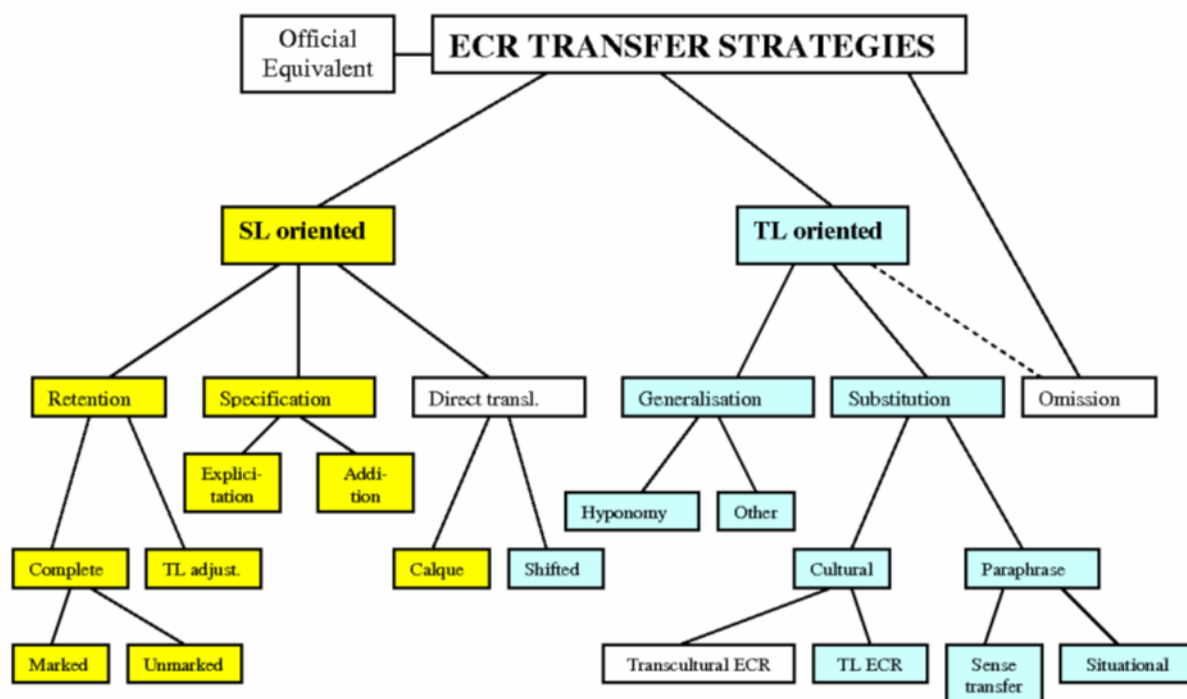 Official
Equivalent
ECR TRANSFER STRATEGIES
SL oriented
TL oriented
Retention
Specification
Direct transl.
Generalisation
Substitution
Omission
Explici-
tation
Addi-
tion
Hyponomy
Other
Complete
TL adjust.
Calque
Shifted
Cultural
Paraphrase
Marked
Unmarked
Transcultural ECR
TL ECR
Sense
transfer
Situational